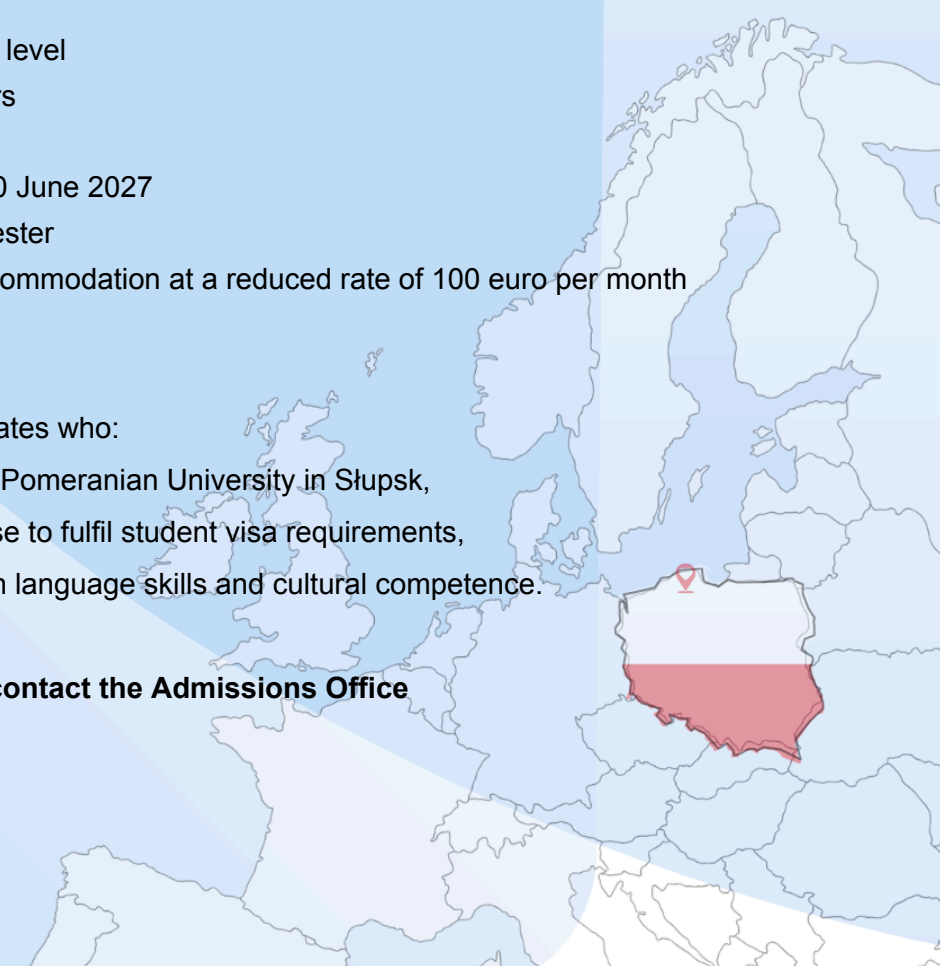 level
rs
0 June 2027
ester
ommodation at a reduced rate of 100 euro per month
ates who:
Pomeranian University in Słupsk,
se to fulfil student visa requirements,
n language skills and cultural competence.
contact the Admissions Office